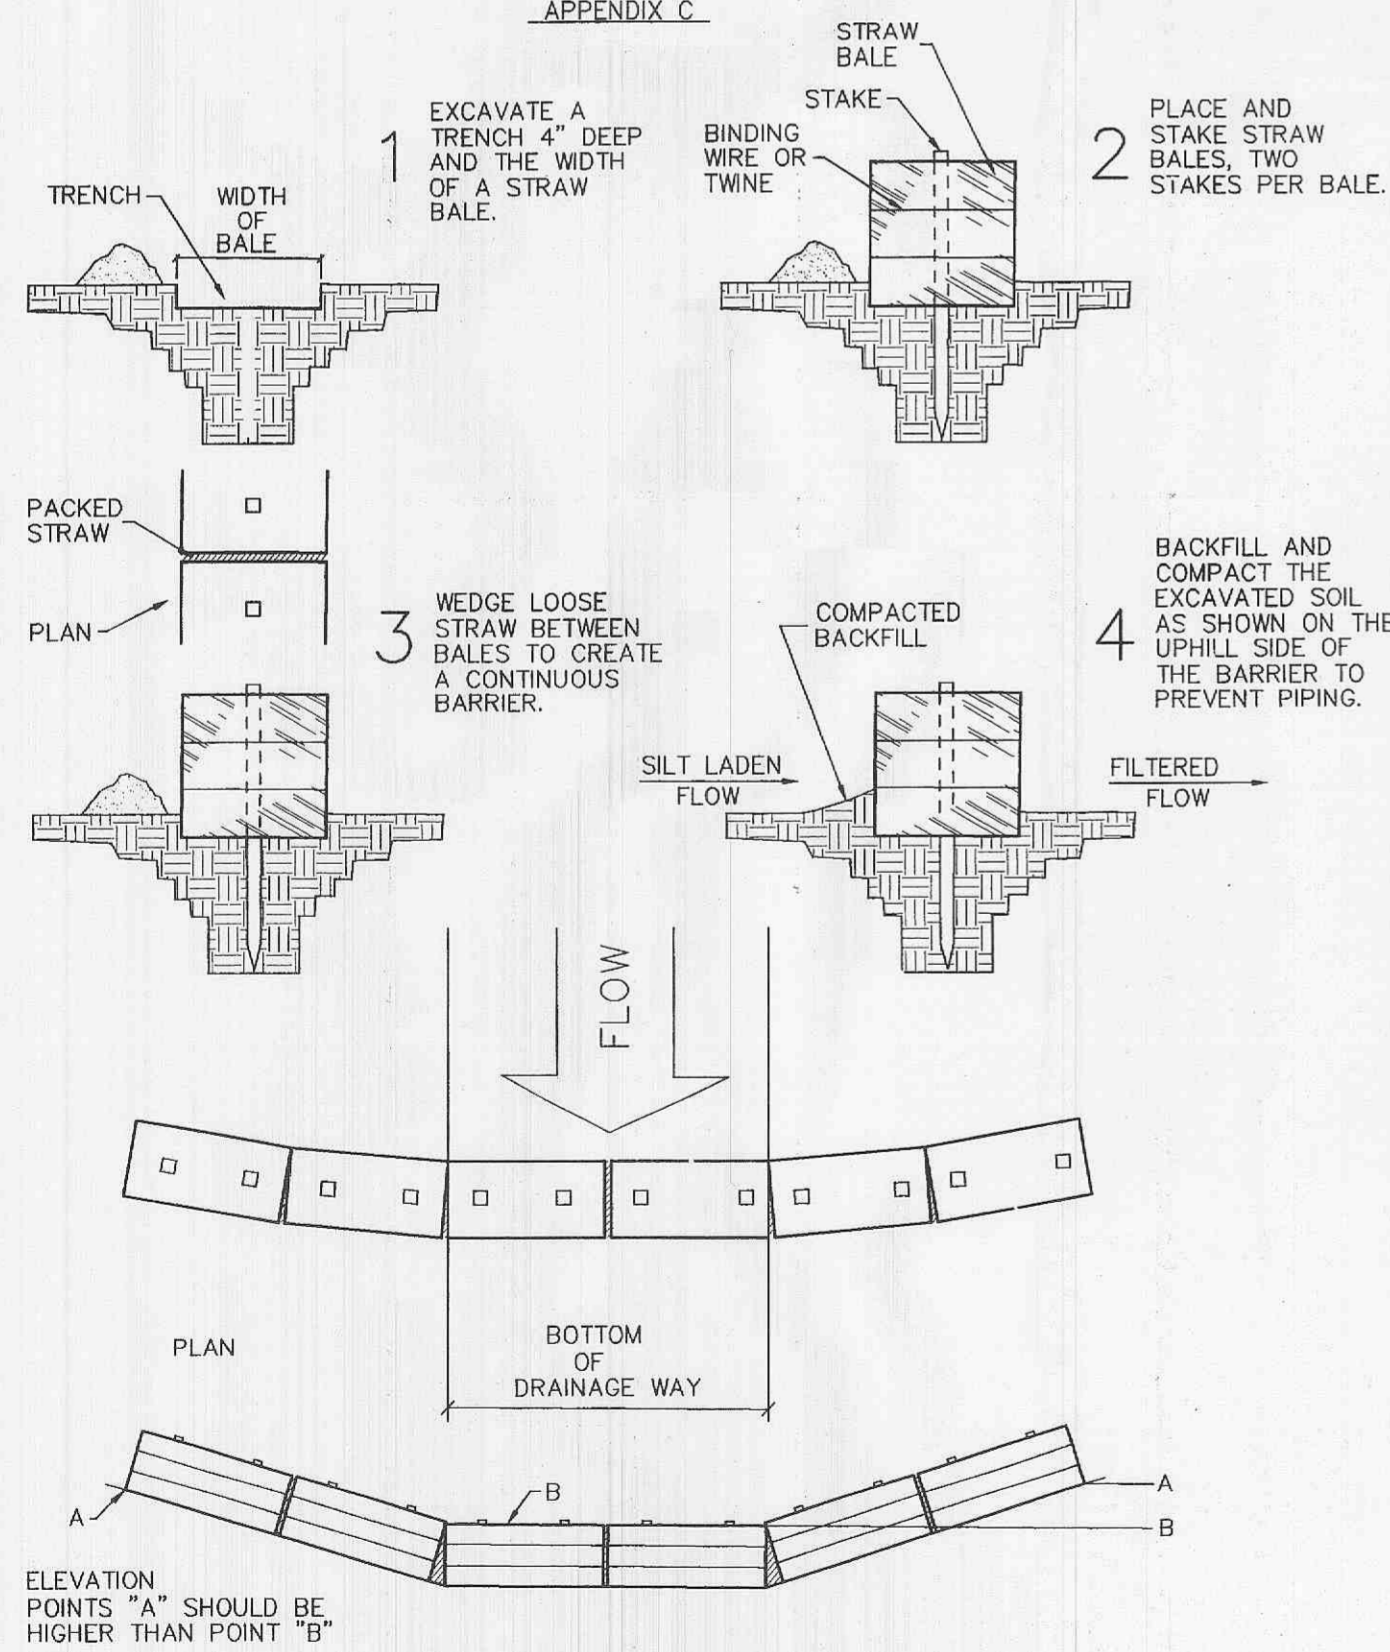 APPENDIX C
1
EXCAVATE A
TRENCH 4" DEEP
AND THE WIDTH
OF A STRAW
BALE.
TRENCH
WIDTH
OF
BALE
STRAW
BALE
STAKE
BINDING
WIRE OR
TWINE
2
PLACE AND
STAKE STRAW
BALES, TWO
STAKES PER BALE.
PACKED
STRAW
PLAN
3
WEDGE LOOSE
STRAW BETWEEN
BALES TO CREATE
A CONTINUOUS
BARRIER.
COMPACTED
BACKFILL
4
BACKFILL AND
COMPACT THE
EXCAVATED SOIL
AS SHOWN ON THE
UPHILL SIDE OF
THE BARRIER TO
PREVENT PIPING.
SILT LADEN
FLOW
FILTERED
FLOW
FLOW
PLAN
BOTTOM
OF
DRAINAGE WAY
A
B
A
B
ELEVATION
POINTS "A" SHOULD BE
HIGHER THAN POINT "B"